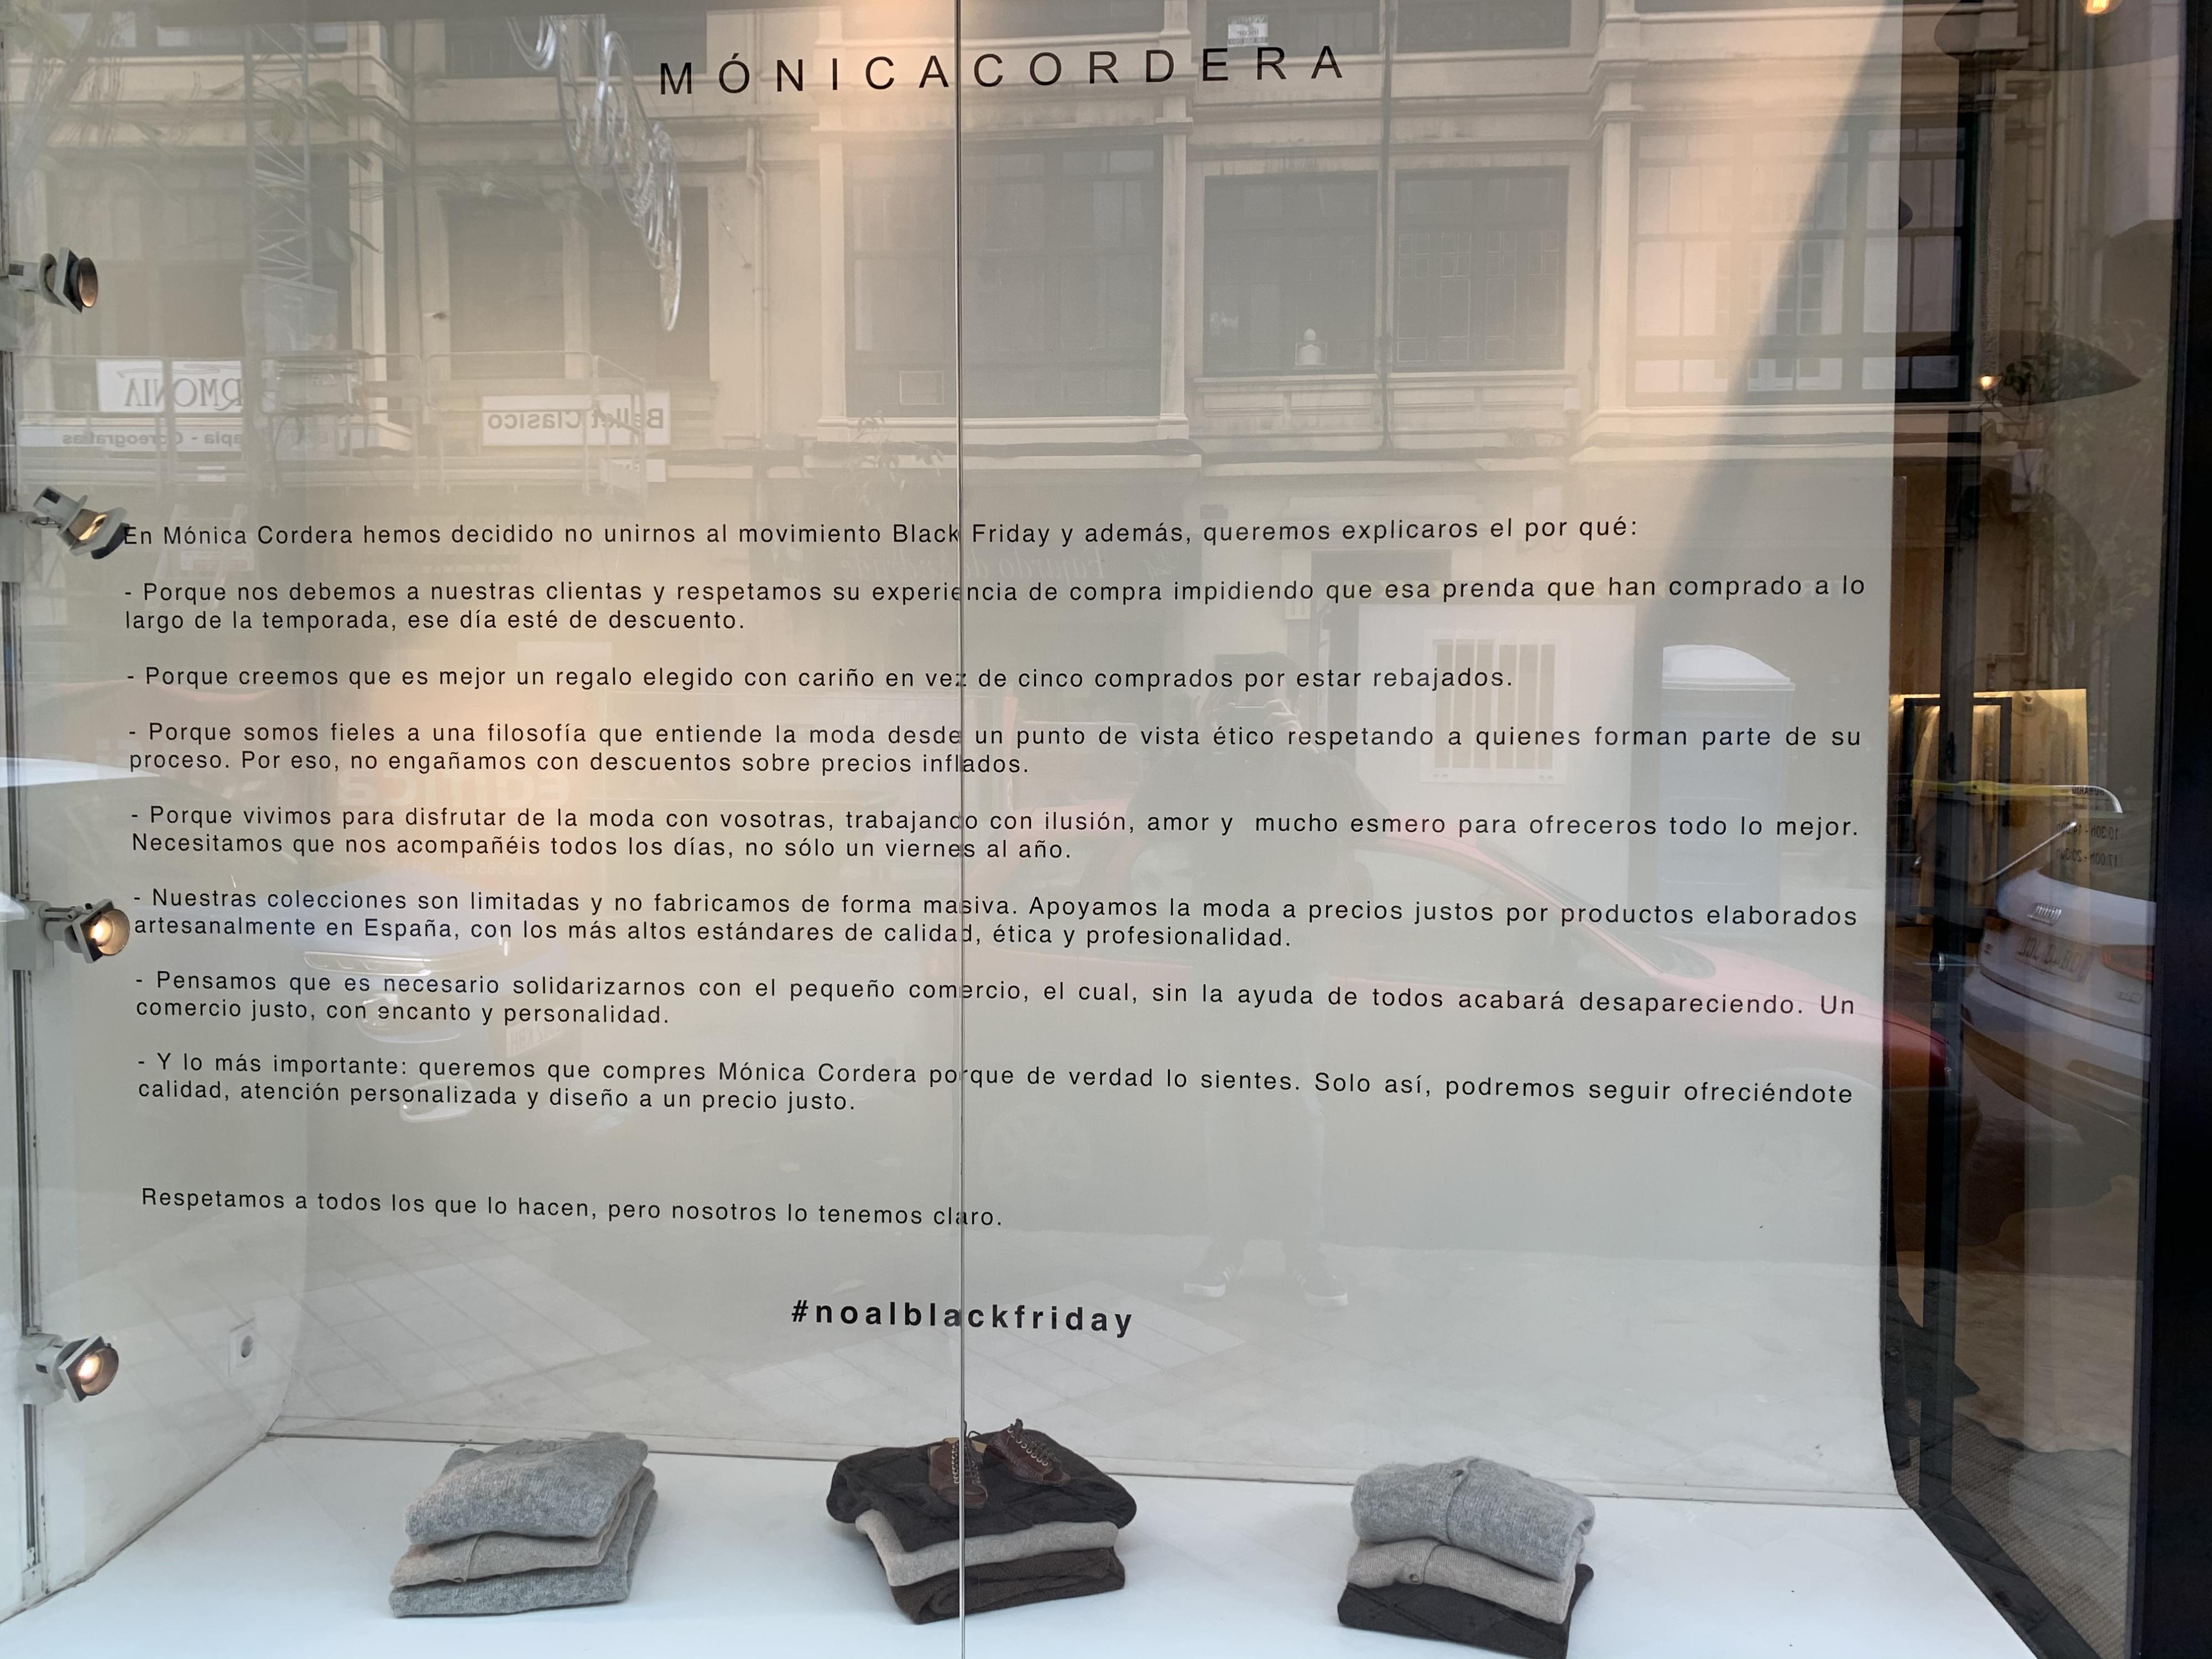 MÓNICACORDERA
Ballet Clasico
En Mónica Cordera hemos decidido no unirnos al movimiento Black Friday y además, queremos explicaros el por qué:
- Porque nos debemos a nuestras clientas y respetamos su experiencia de compra impidiendo que esa prenda que han comprado a lo
largo de la temporada, ese día esté de descuento.
- Porque creemos que es mejor un regalo elegido con cariño en vez de cinco comprados por estar rebajados.
- Porque somos fieles a una filosofía que entiende la moda desde un punto de vista ético respetando a quienes forman parte de su
proceso. Por eso, no engañamos con descuentos sobre precios inflados.
- Porque vivimos para disfrutar de la moda con vosotras, trabajando con ilusión, amor y  mucho esmero para ofreceros todo lo mejor.
Necesitamos que nos acompañéis todos los días, no sólo un viernes al año.
- Nuestras colecciones son limitadas y no fabricamos de forma masiva. Apoyamos la moda a precios justos por productos elaborados
artesanalmente en España, con los más altos estándares de calidad, ética y profesionalidad.
- Pensamos que es necesario solidarizarnos con el pequeño comercio, el cual, sin la ayuda de todos acabará desapareciendo. Un
comercio justo, con encanto y personalidad.
- Y lo más importante: queremos que compres Mónica Cordera porque de verdad lo sientes. Solo así, podremos seguir ofreciéndote
calidad, atención personalizada y diseño a un precio justo.
Respetamos a todos los que lo hacen, pero nosotros lo tenemos claro.
#noalblackfriday